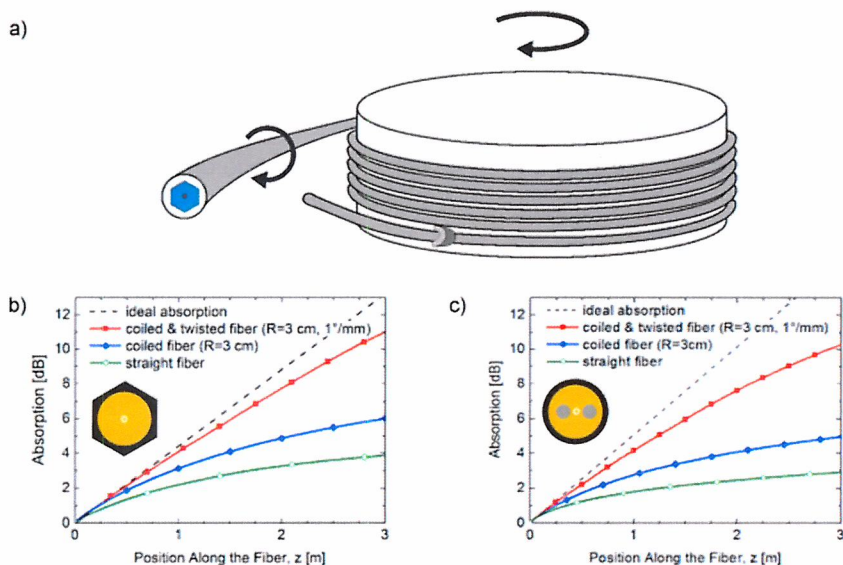 a)
b)
12
10
8
6
4
2
0
Absorption [dB]
ideal absorption
coiled & twisted fiber (R=3 cm, 1°/mm)
coiled fiber (R=3 cm)
straight fiber
0 1 2 3
Position Along the Fiber, z [m]
c)
12
10
8
6
4
2
0
Absorption [dB]
ideal absorption
coiled & twisted fiber (R=3 cm, 1°/mm)
coiled fiber (R=3cm)
straight fiber
0 1 2 3
Position Along the Fiber, z [m]